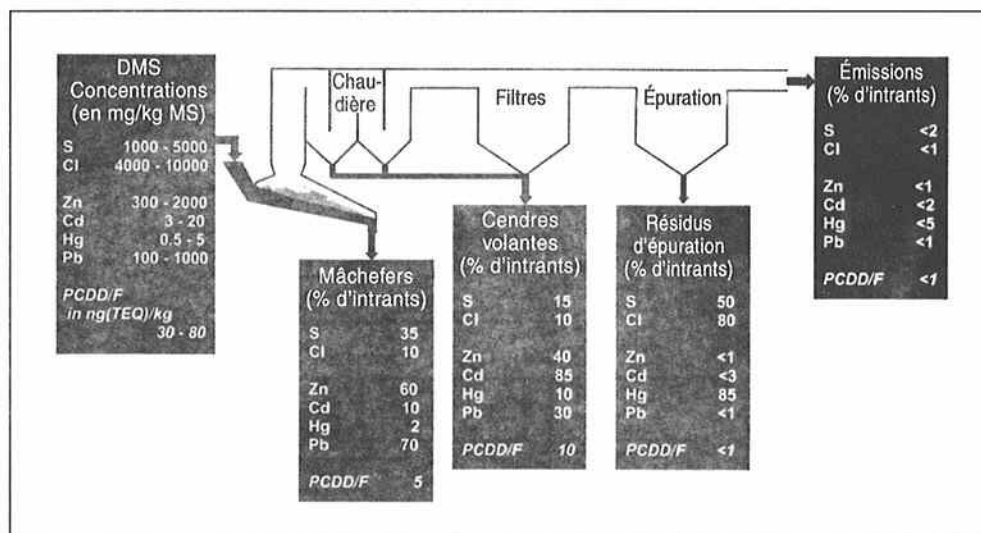 DMS
Concentrations
(en mg/kg MS)
S 1000 - 5000
Cl 4000 - 10000
Zn 300 - 2000
Cd 3 - 20
Hg 0.5 - 5
Pb 100 - 1000
PCDD/F
in ng(TEQ)/kg
30 - 80
Chau-
dière
Filtres
Épuration
Mâchefers
(% d'intrants)
S 35
Cl 10
Zn 60
Cd 10
Hg 2
Pb 70
PCDD/F 5
Cendres
volantes
(% d'intrants)
S 15
Cl 10
Zn 40
Cd 85
Hg 10
Pb 30
PCDD/F 10
Résidus
d'épuration
(% d'intrants)
S 50
Cl 80
Zn <1
Cd <3
Hg 85
Pb <1
PCDD/F <1
Émissions
(% d'intrants)
S <2
Cl <1
Zn <1
Cd <2
Hg <5
Pb <1
PCDD/F <1